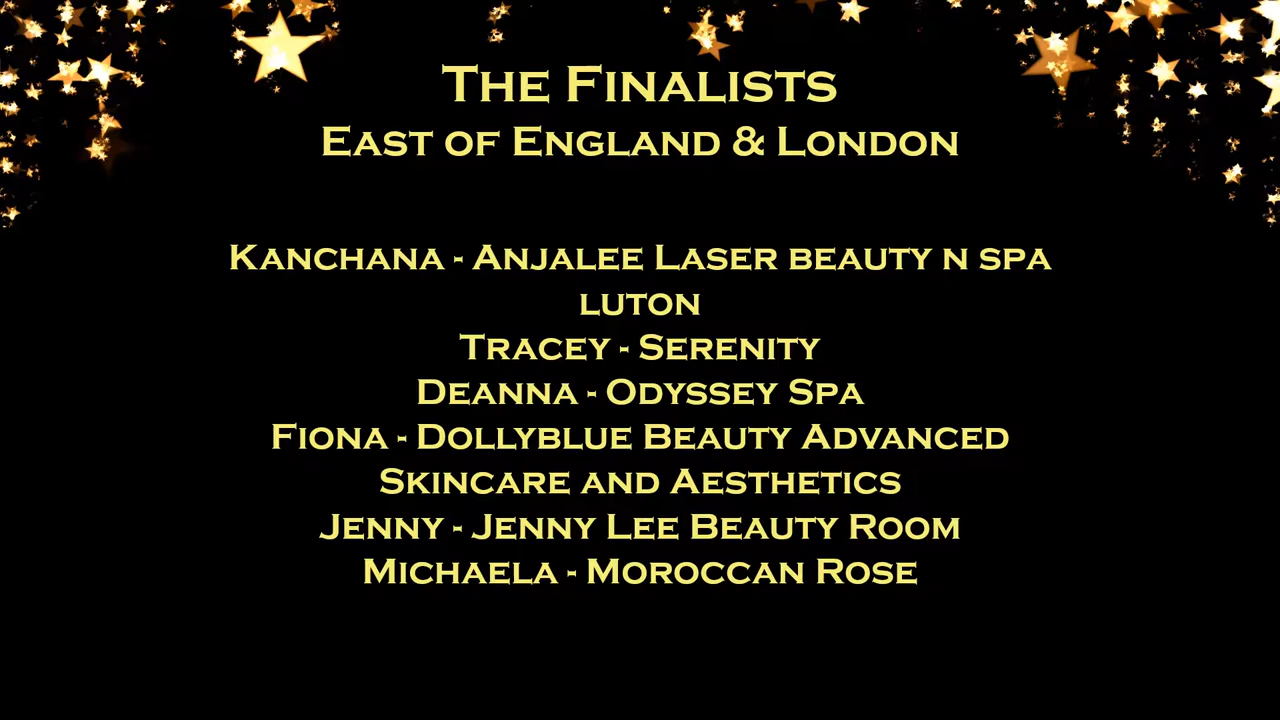 The Finalists
East of England & London
Kanchana - Anjalee Laser beauty n spa
luton
Tracey - Serenity
Deanna - Odyssey Spa
Fiona - Dollyblue Beauty Advanced
Skincare and Aesthetics
Jenny - Jenny Lee Beauty Room
Michaela - Moroccan Rose